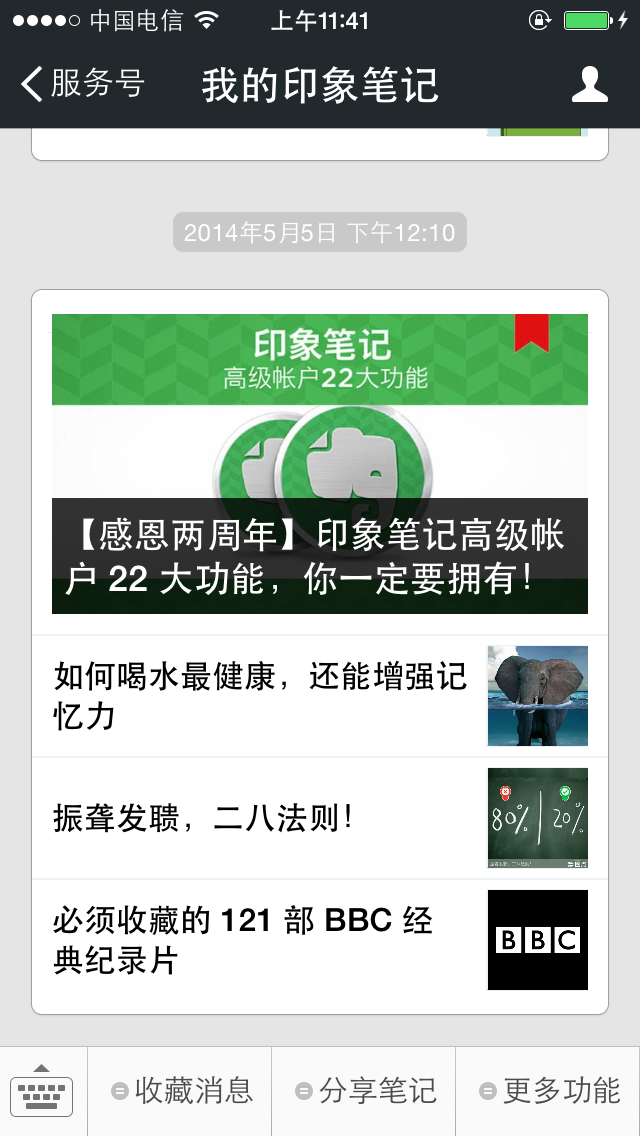 中国电信
上午11:41
服务号
我的印象笔记
2014年5月5日 下午12:10
印象笔记
高级帐户22大功能
【感恩两周年】印象笔记高级帐
户 22 大功能，你一定要拥有！
如何喝水最健康，还能增强记
忆力
振聋发聩，二八法则！
80% | 20%
必须收藏的 121 部 BBC 经
典纪录片
BBC
收藏消息
分享笔记
更多功能